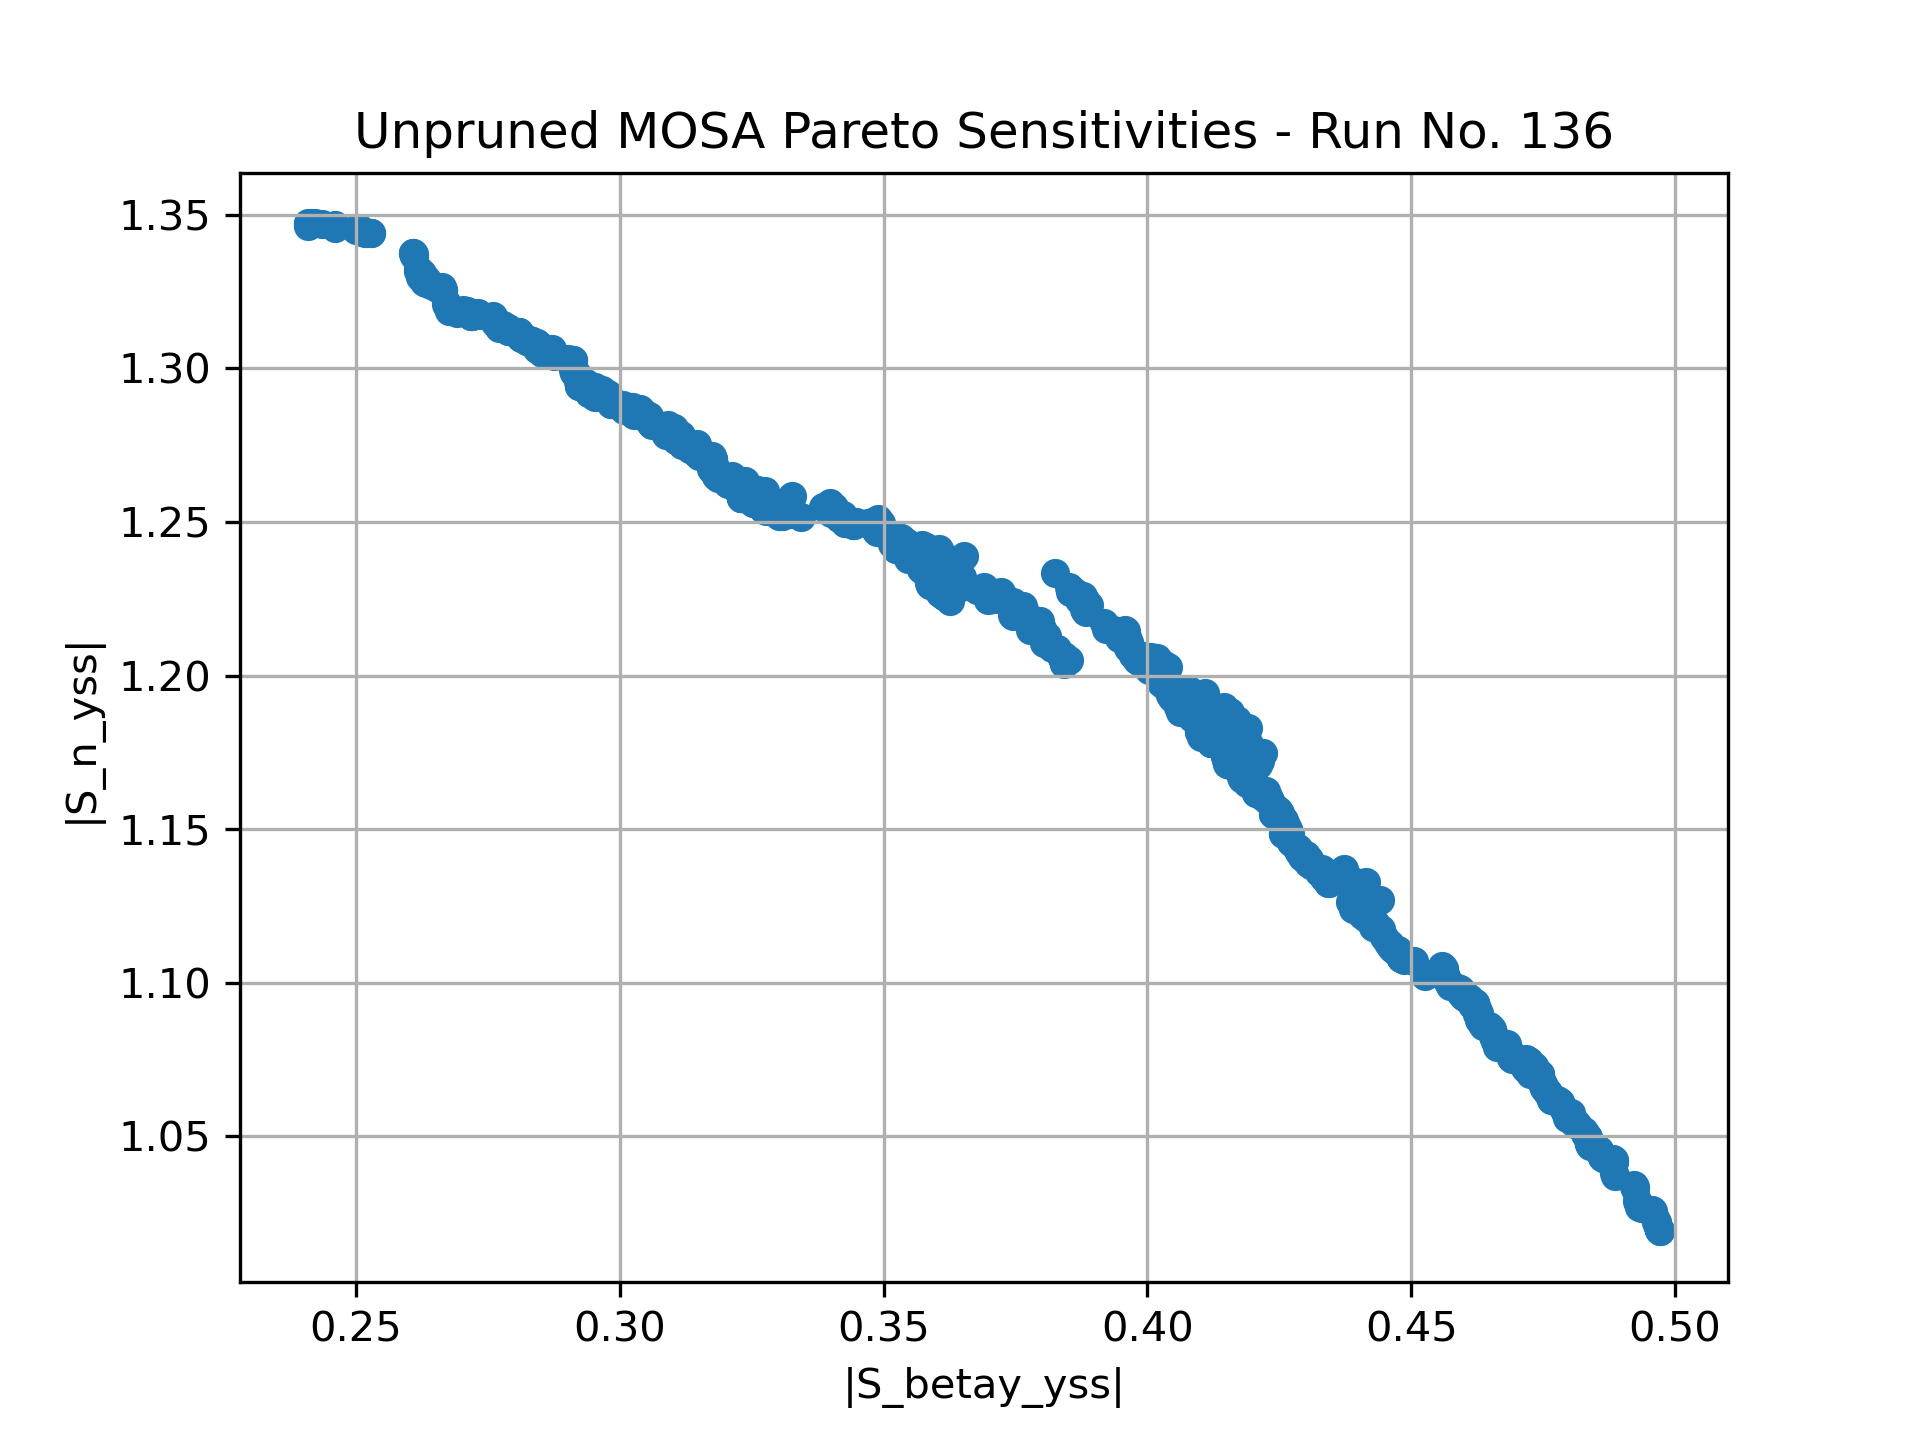 Unpruned MOSA Pareto Sensitivities - Run No. 136
|S_n_yss|
1.35
1.30
1.25
1.20
1.15
1.10
1.05
0.25 0.30 0.35 0.40 0.45 0.50
|S_betay_yss|